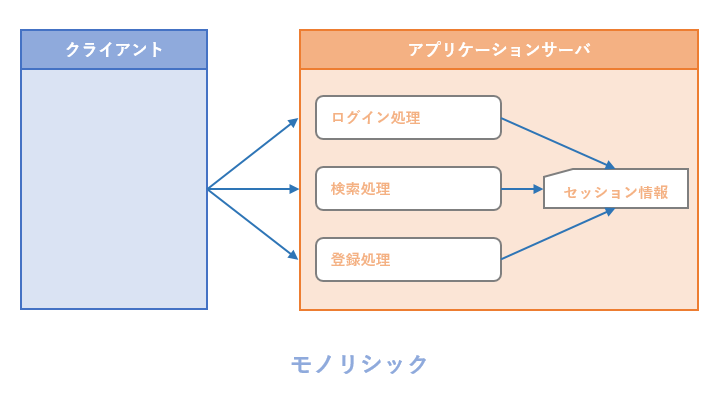 クライアント
アプリケーションサーバ
ログイン処理
検索処理
セッション情報
登録処理
モノリシック